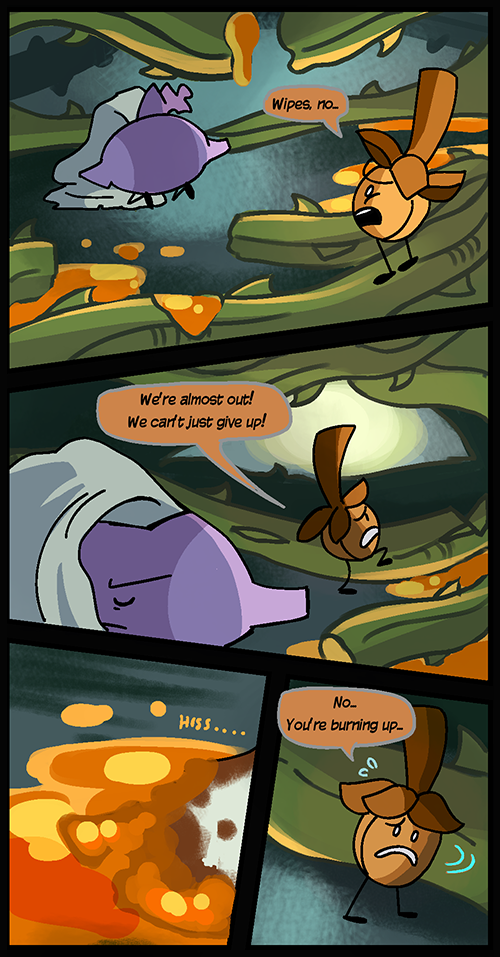 Wipes, no...
We're almost out!
We can't just give up!
HISS....
No...
You're burning up...